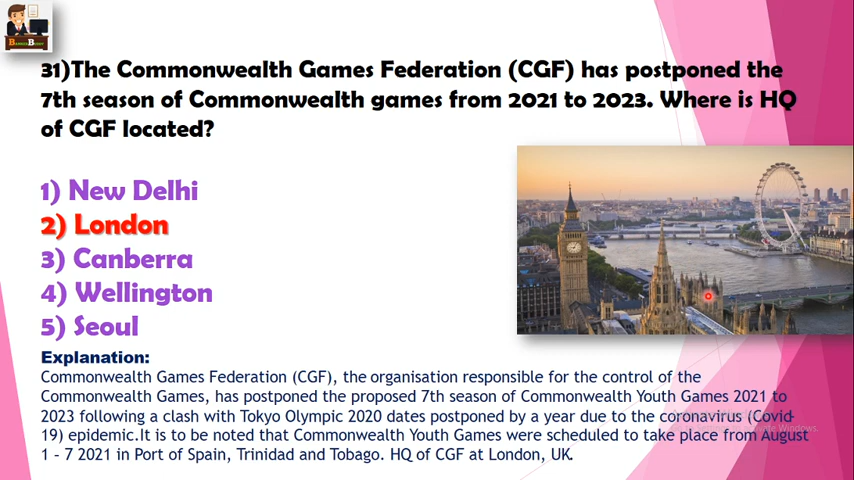 31)The Commonwealth Games Federation (CGF) has postponed the
7th season of Commonwealth games from 2021 to 2023. Where is HQ
of CGF located?
1) New Delhi
2) London
3) Canberra
4) Wellington
5) Seoul
Explanation:
Commonwealth Games Federation (CGF), the organisation responsible for the control of the
Commonwealth Games, has postponed the proposed 7th season of Commonwealth Youth Games 2021 to
2023 following a clash with Tokyo Olympic 2020 dates postponed by a year due to the coronavirus (Covid-
19) epidemic.It is to be noted that Commonwealth Youth Games were scheduled to take place from August
1 - 7 2021 in Port of Spain, Trinidad and Tobago. HQ of CGF at London, UK.